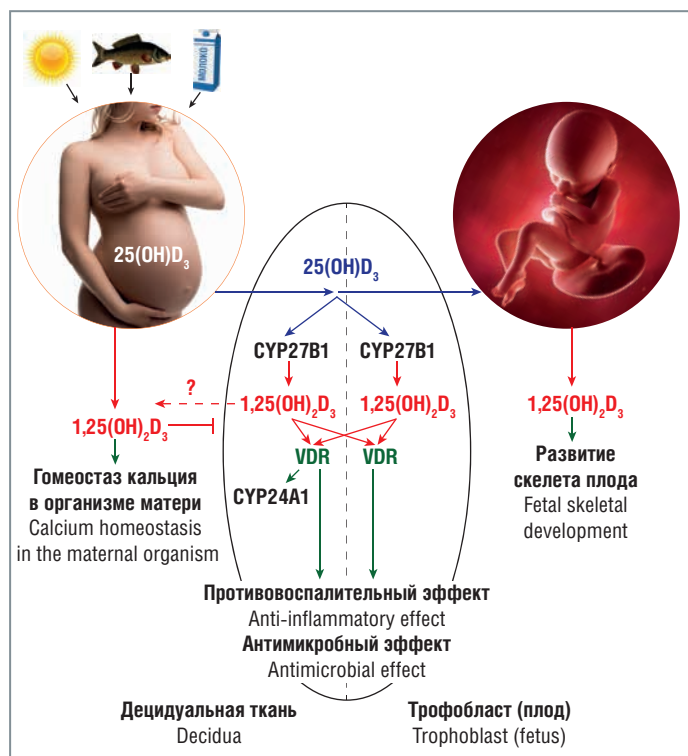 МОЛОКО
25(OH)D₃
25(OH)D₃
CYP27B1
CYP27B1
?
1,25(OH)₂D₃
1,25(OH)₂D₃
1,25(OH)₂D₃
1,25(OH)₂D₃
VDR
VDR
CYP24A1
Гомеостаз кальция
в организме матери
Calcium homeostasis
in the maternal organism
Развитие
скелета плода
Fetal skeletal
development
Противовоспалительный эффект
Anti-inflammatory effect
Антимикробный эффект
Antimicrobial effect
Децидуальная ткань
Decidua
Трофобласт (плод)
Trophoblast (fetus)